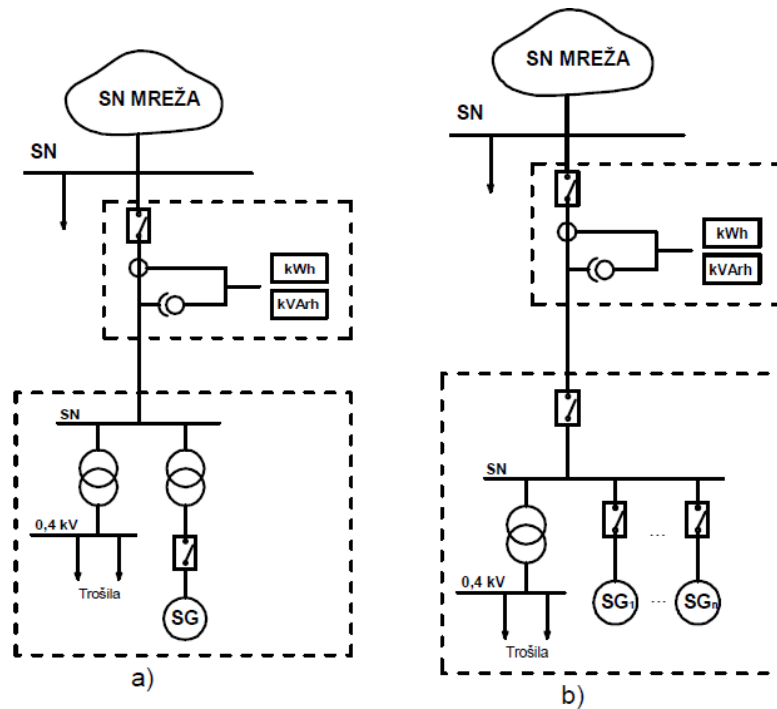 SN MREŽA
SN
kWh
kVArh
SN
0,4 kV
Trošila
SG
a)
SN MREŽA
SN
kWh
kVArh
SN
0,4 kV
...
SG₁
...
SGₙ
Trošila
b)